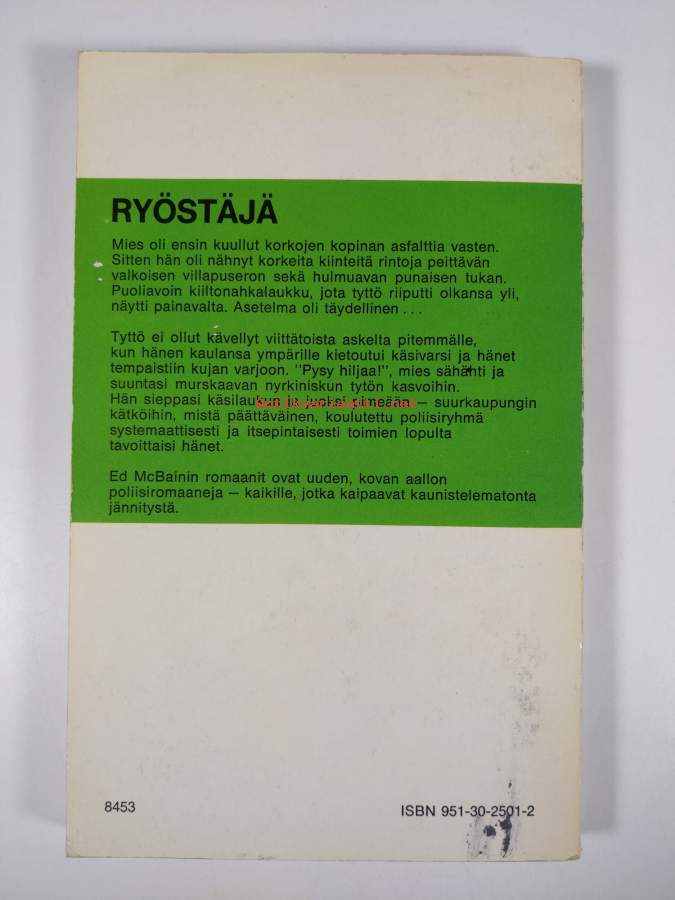 RYÖSTÄJÄ
Mies oli ensin kuullut korkojen kopinan asfalttia vasten.
Sitten hän oli nähnyt korkeita kiinteitä rintoja peittävän
valkoisen villapuseron sekä hulmuavan punaisen tukan.
Puoliavoin kiiltonahkalaukku, jota tyttö riiputti olkansa yli,
näytti painavalta. Asetelma oli täydellinen . . .
Tyttö ei ollut kävellyt viittätoista askelta pitemmälle,
kun hänen kaulansa ympärille kietoutui käsivarsi ja hänet
tempaistiin kujan varjoon. "Pysy hiljaa!", mies sähähti ja
suuntasi murskaavan nyrkiniskun tytön kasvoihin.
Hän sieppasi käsilaukun ja juoksi pimeään — suurkaupungin
kätköihin, mistä päättäväinen, koulutettu poliisiryhmä
systemaattisesti ja itsepintaisesti toimien lopulta
tavoittaisi hänet.
Ed McBainin romaanit ovat uuden, kovan aallon
poliisiromaaneja — kaikille, jotka kaipaavat kaunistelematonta
jännitystä.
8453
ISBN 951-30-2501-2